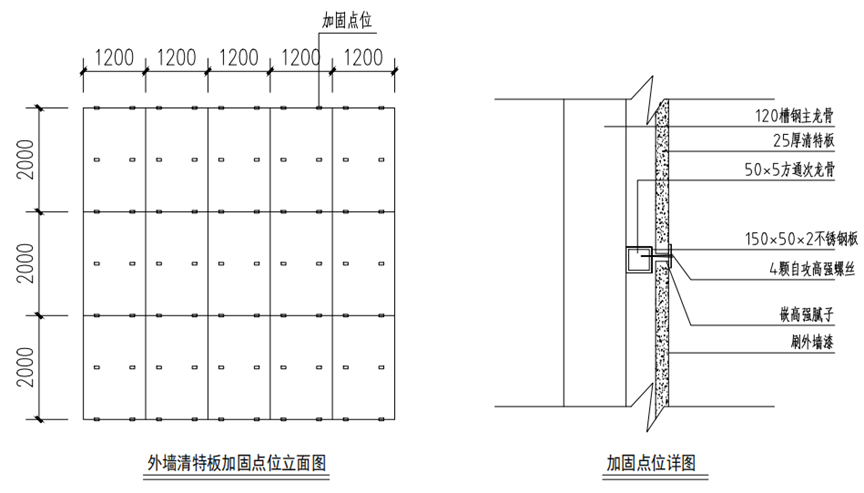 加固点位
1200 1200 1200 1200 1200
2000
2000
2000
外墙清特板加固点位立面图
120槽钢主龙骨
25厚清特板
50×5方通次龙骨
150×50×2不锈钢板
4颗自攻高强螺丝
嵌高强腻子
刷外墙漆
加固点位详图